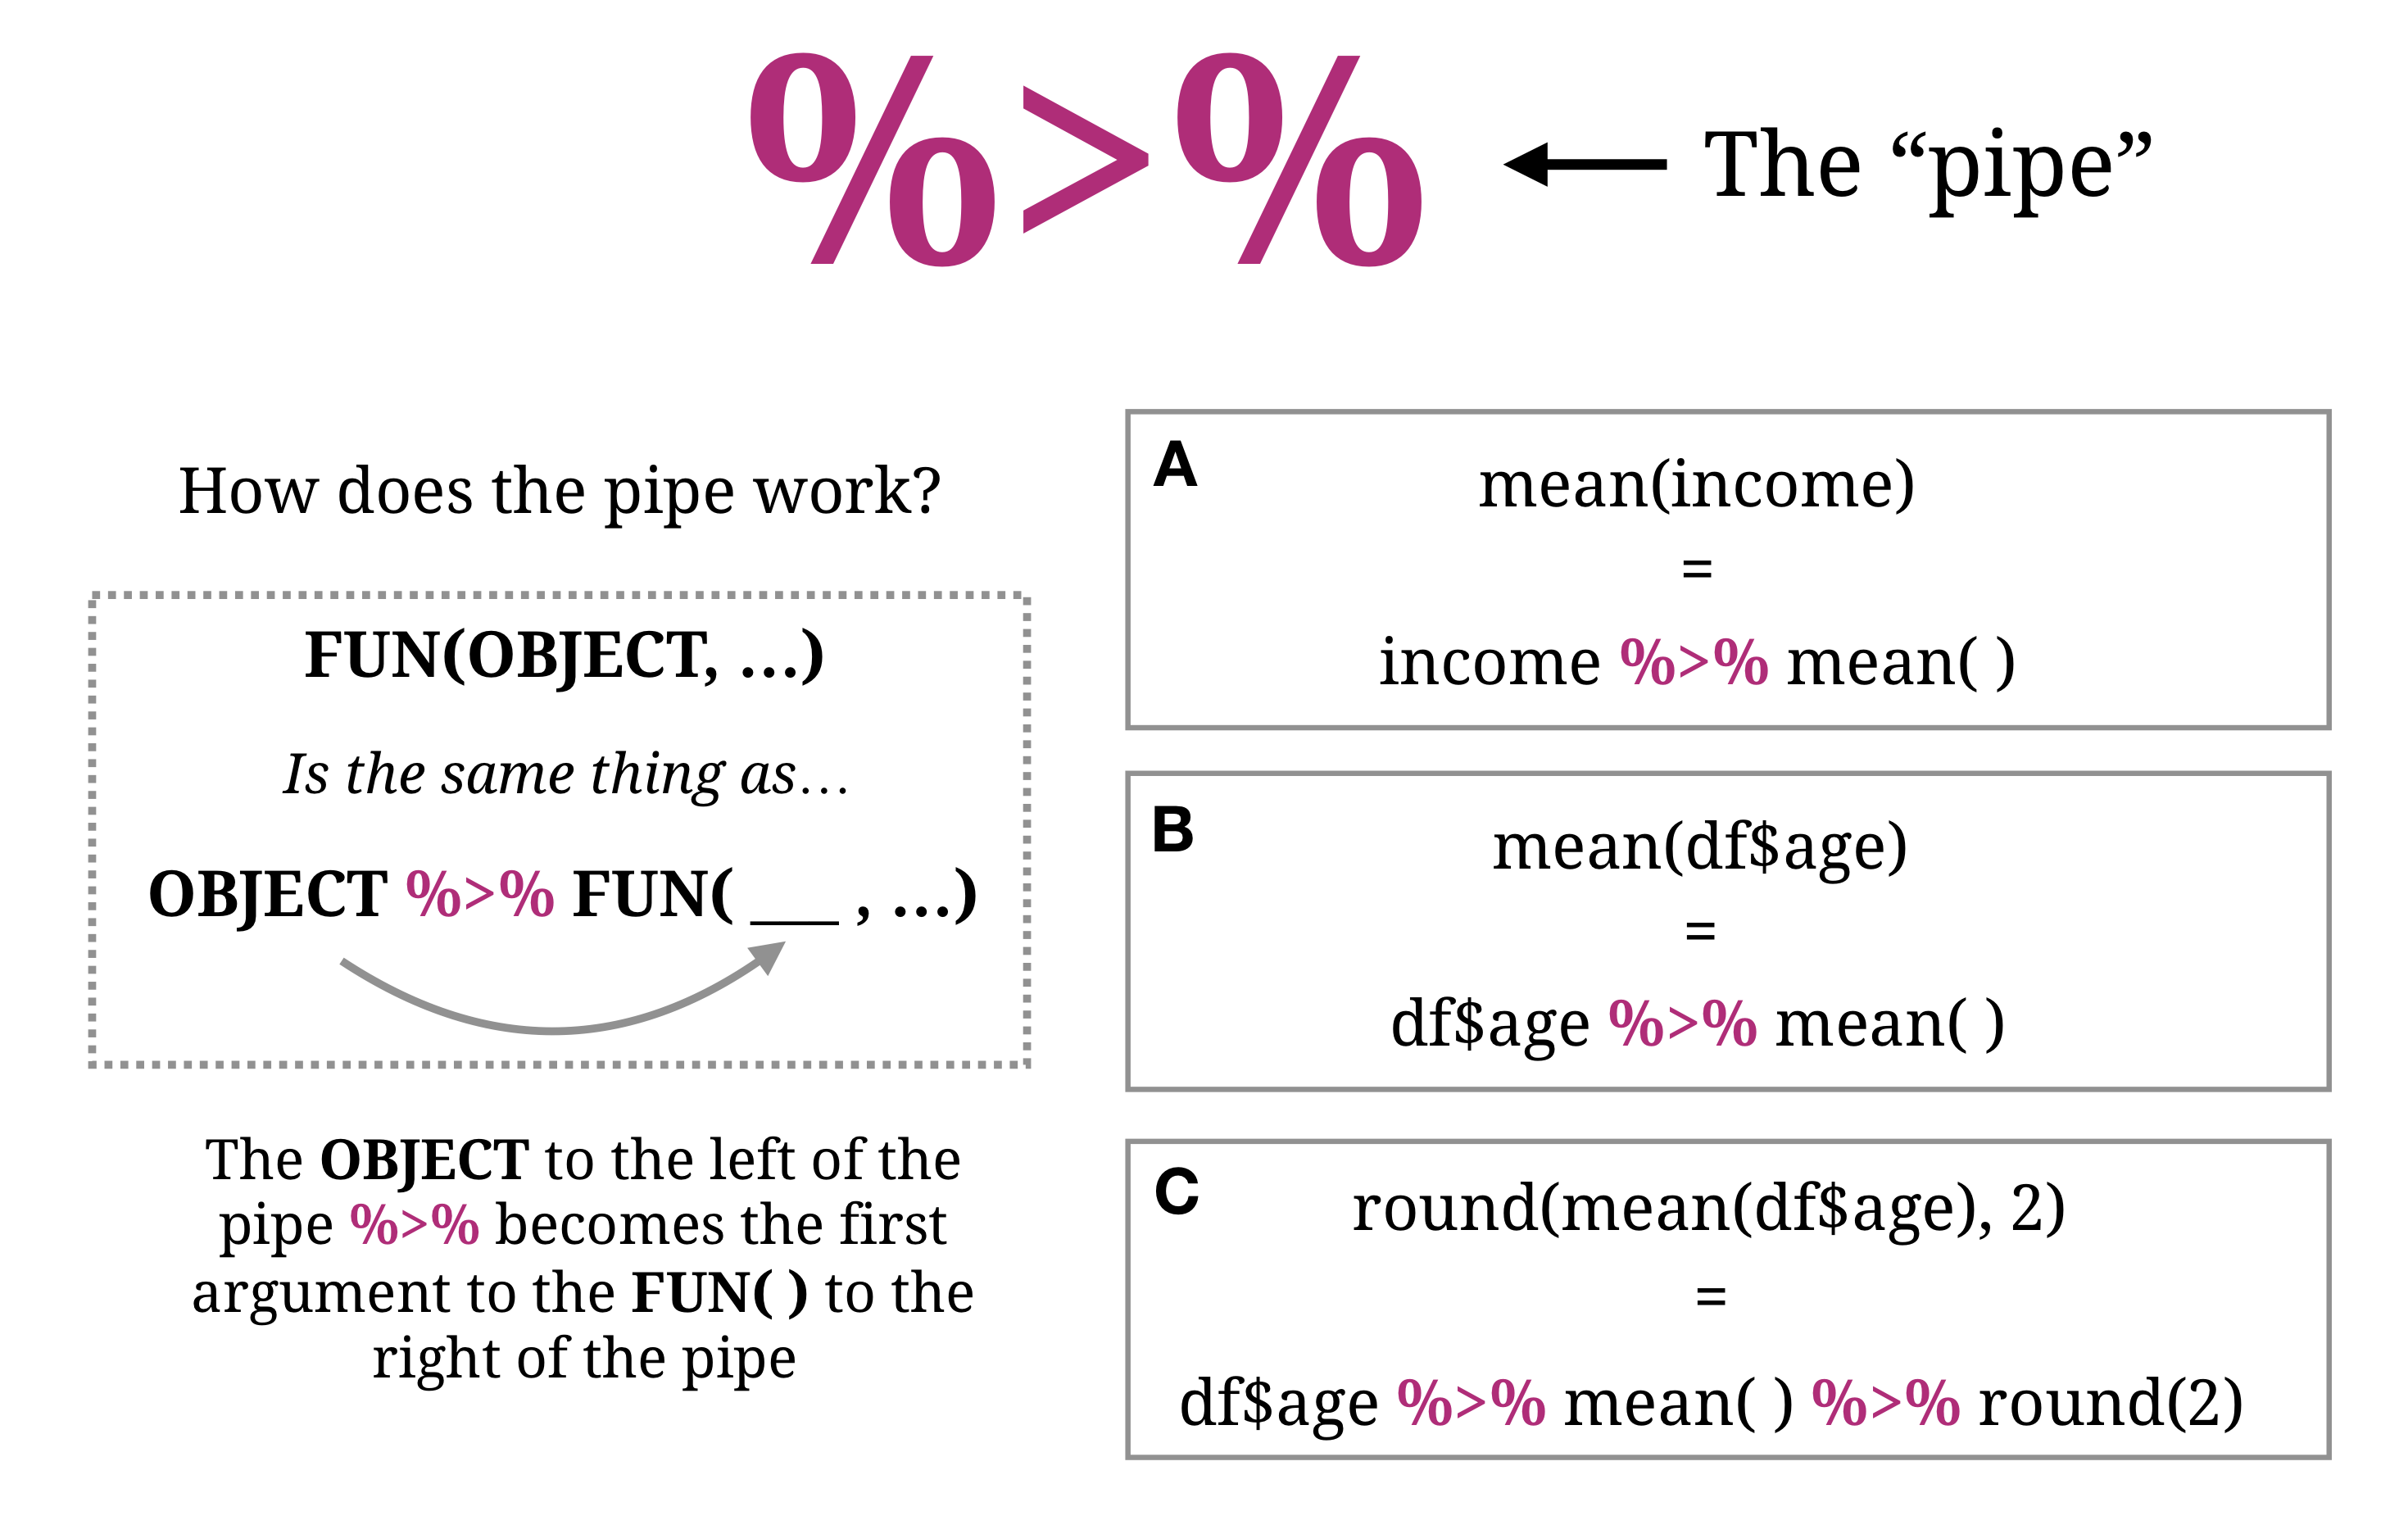 %>%
The “pipe”
How does the pipe work?
FUN(OBJECT, …)
Is the same thing as…
OBJECT %>% FUN( ___ , …)
The OBJECT to the left of the
pipe %>% becomes the first
argument to the FUN( ) to the
right of the pipe
A
mean(income)
=
income %>% mean( )
B
mean(df$age)
=
df$age %>% mean( )
C
round(mean(df$age), 2)
=
df$age %>% mean( ) %>% round(2)